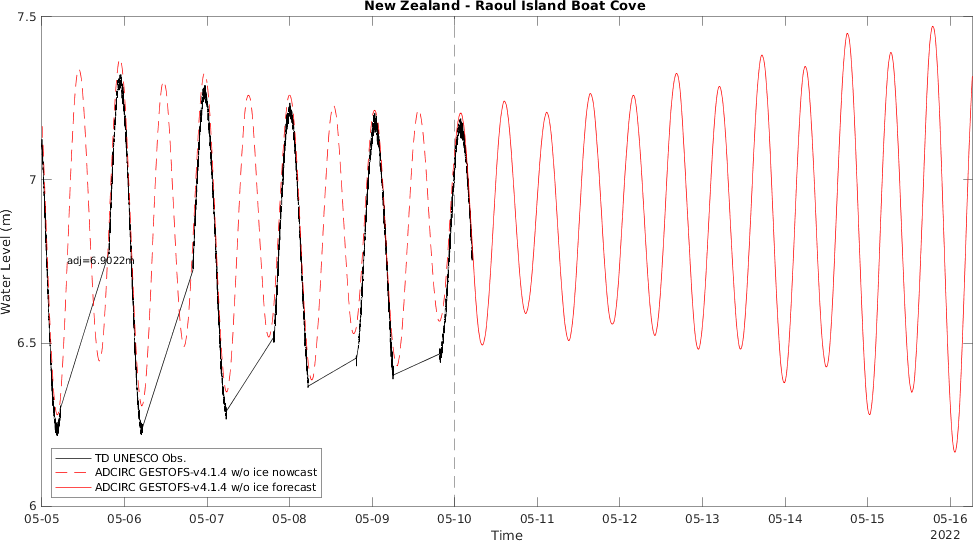 New Zealand - Raoul Island Boat Cove
7.5
7
6.5
6
Water Level (m)
adj=6.9022m
TD UNESCO Obs.
ADCIRC GESTOFS-v4.1.4 w/o ice nowcast
ADCIRC GESTOFS-v4.1.4 w/o ice forecast
05-05 05-06 05-07 05-08 05-09 05-10 05-11 05-12 05-13 05-14 05-15 05-16
Time
2022